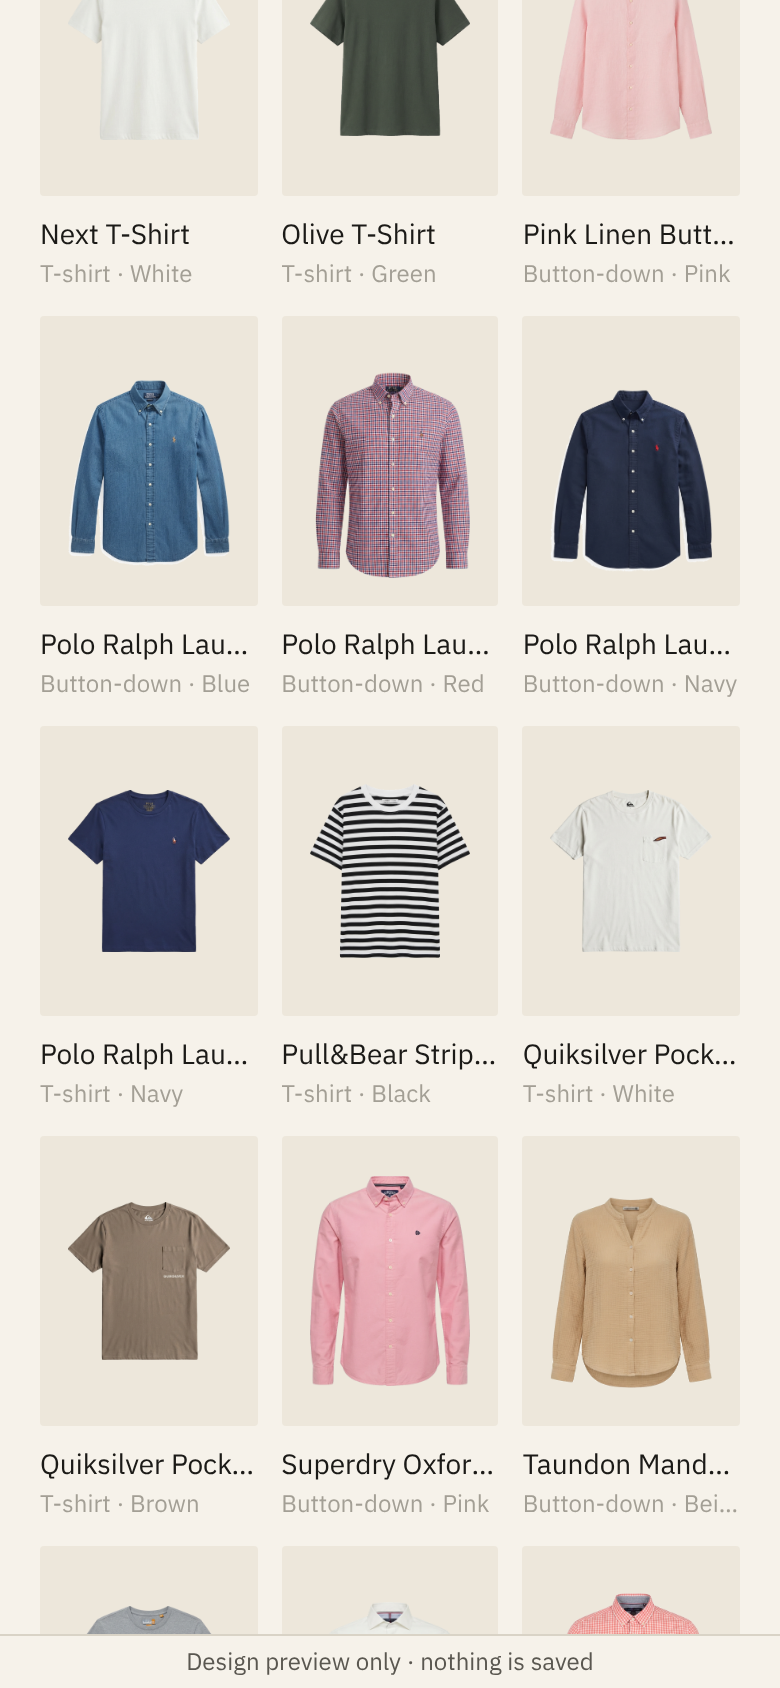 Next T-Shirt
T-shirt · White
Olive T-Shirt
T-shirt · Green
Pink Linen Butt...
Button-down · Pink
Polo Ralph Lau...
Button-down · Blue
Polo Ralph Lau...
Button-down · Red
Polo Ralph Lau...
Button-down · Navy
Polo Ralph Lau...
T-shirt · Navy
Pull&Bear Strip...
T-shirt · Black
Quiksilver Pock...
T-shirt · White
Quiksilver Pock...
T-shirt · Brown
Superdry Oxfor...
Button-down · Pink
Taundon Mand...
Button-down · Bei...
Design preview only · nothing is saved